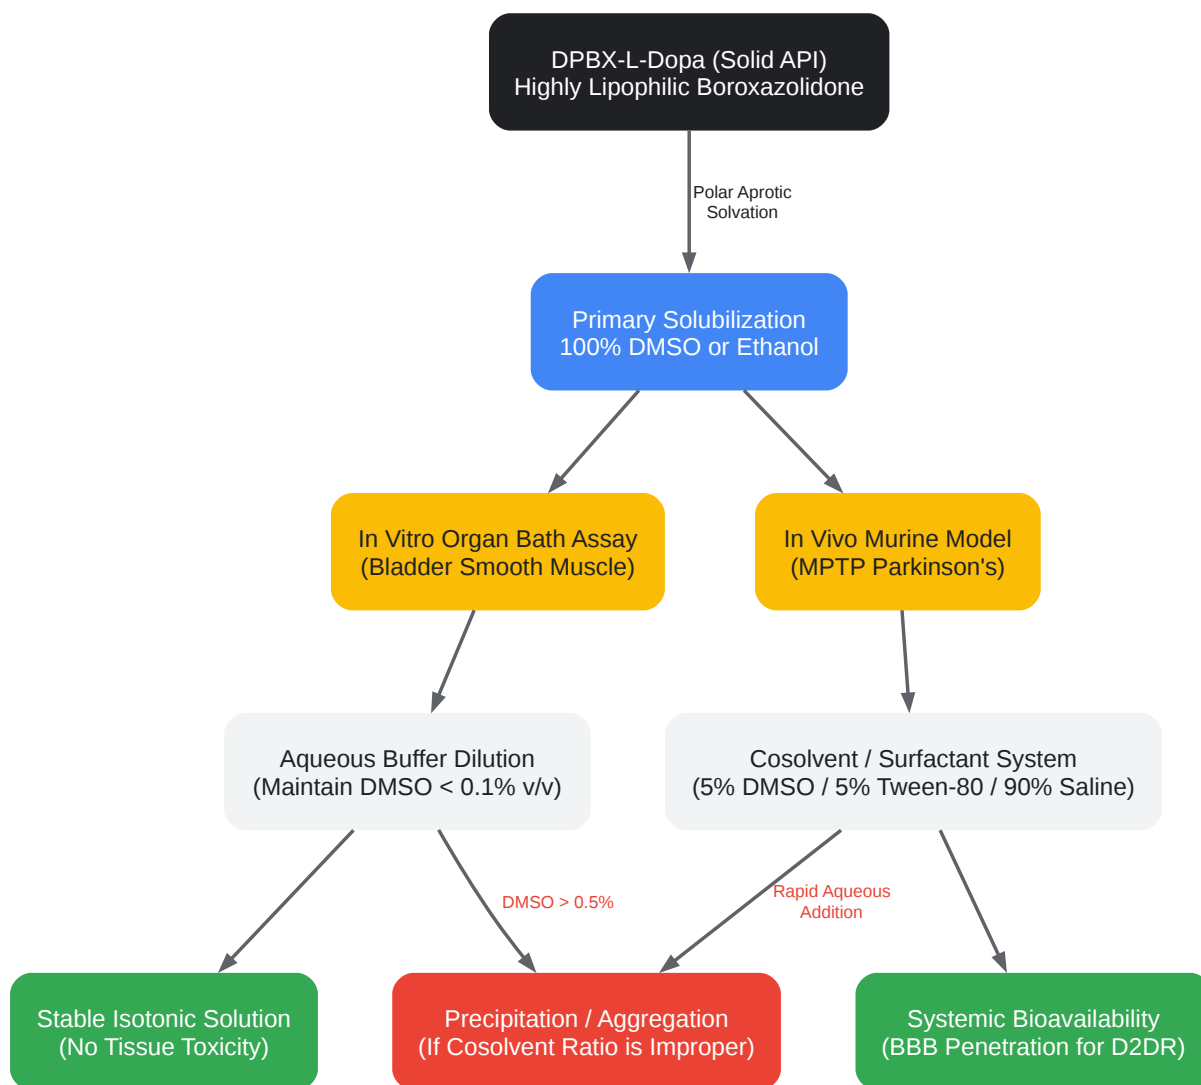 DPBX-L-Dopa (Solid API)
Highly Lipophilic Boroxazolidone
Polar Aprotic
Solvation
Primary Solubilization
100% DMSO or Ethanol
In Vitro Organ Bath Assay
(Bladder Smooth Muscle)
In Vivo Murine Model
(MPTP Parkinson's)
Aqueous Buffer Dilution
(Maintain DMSO < 0.1% v/v)
Cosolvent / Surfactant System
(5% DMSO / 5% Tween-80 / 90% Saline)
DMSO > 0.5%
Rapid Aqueous
Addition
Stable Isotonic Solution
(No Tissue Toxicity)
Precipitation / Aggregation
(If Cosolvent Ratio is Improper)
Systemic Bioavailability
(BBB Penetration for D2DR)